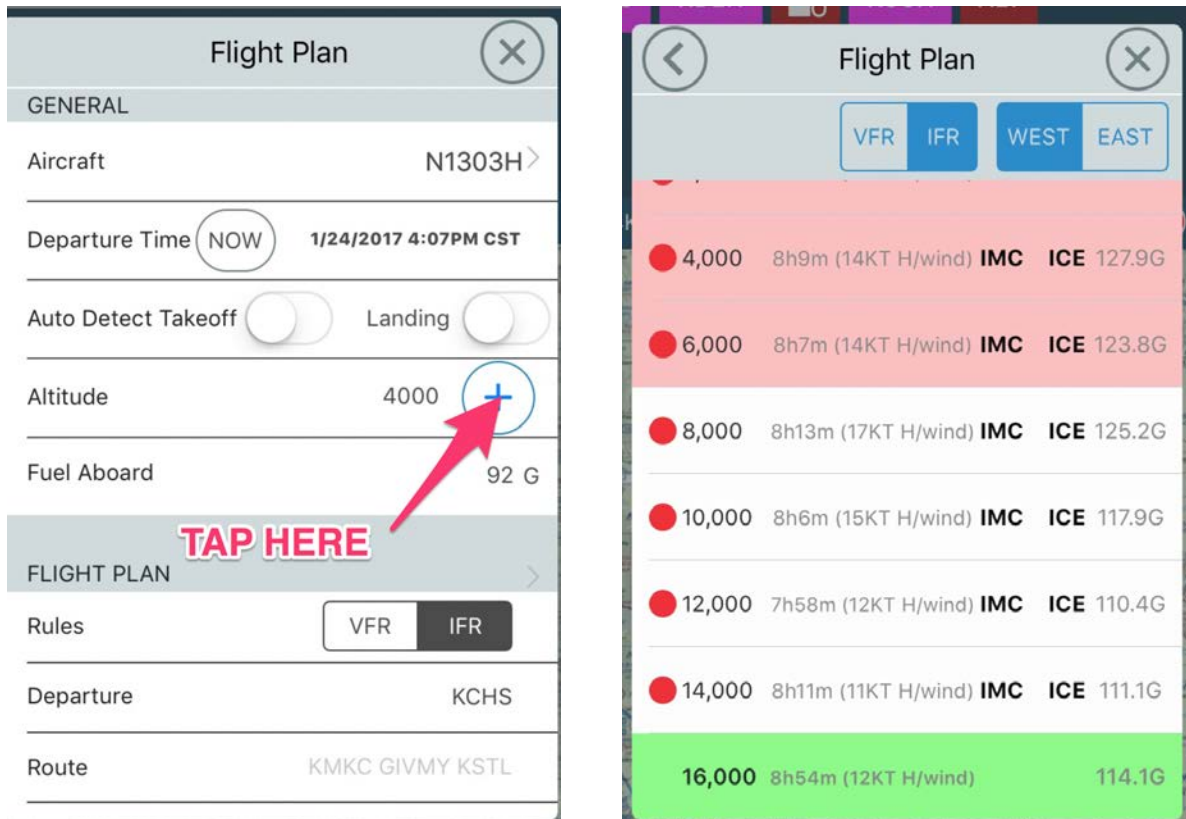 Flight Plan
GENERAL
Aircraft N1303H
Departure Time NOW 1/24/2017 4:07PM CST
Auto Detect Takeoff Landing
Altitude 4000 +
Fuel Aboard 92 G
TAP HERE
FLIGHT PLAN
Rules VFR IFR
Departure KCHS
Route KMKC GIVMY KSTL
Flight Plan
VFR IFR WEST EAST
4,000 8h9m (14KT H/wind) IMC ICE 127.9G
6,000 8h7m (14KT H/wind) IMC ICE 123.8G
8,000 8h13m (17KT H/wind) IMC ICE 125.2G
10,000 8h6m (15KT H/wind) IMC ICE 117.9G
12,000 7h58m (12KT H/wind) IMC ICE 110.4G
14,000 8h11m (11KT H/wind) IMC ICE 111.1G
16,000 8h54m (12KT H/wind) 114.1G